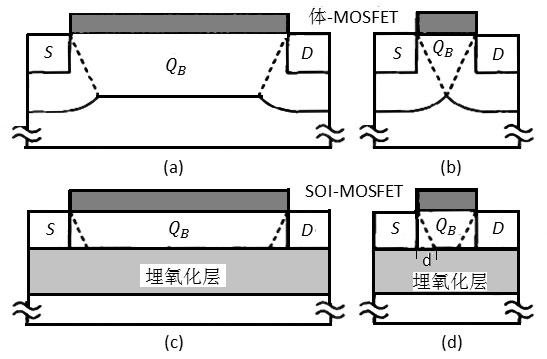 体-MOSFET
S Q_B D
S Q_B D
(a) (b)
SOI-MOSFET
S Q_B D
S Q_B D
d
埋氧化层
埋氧化层
(c) (d)